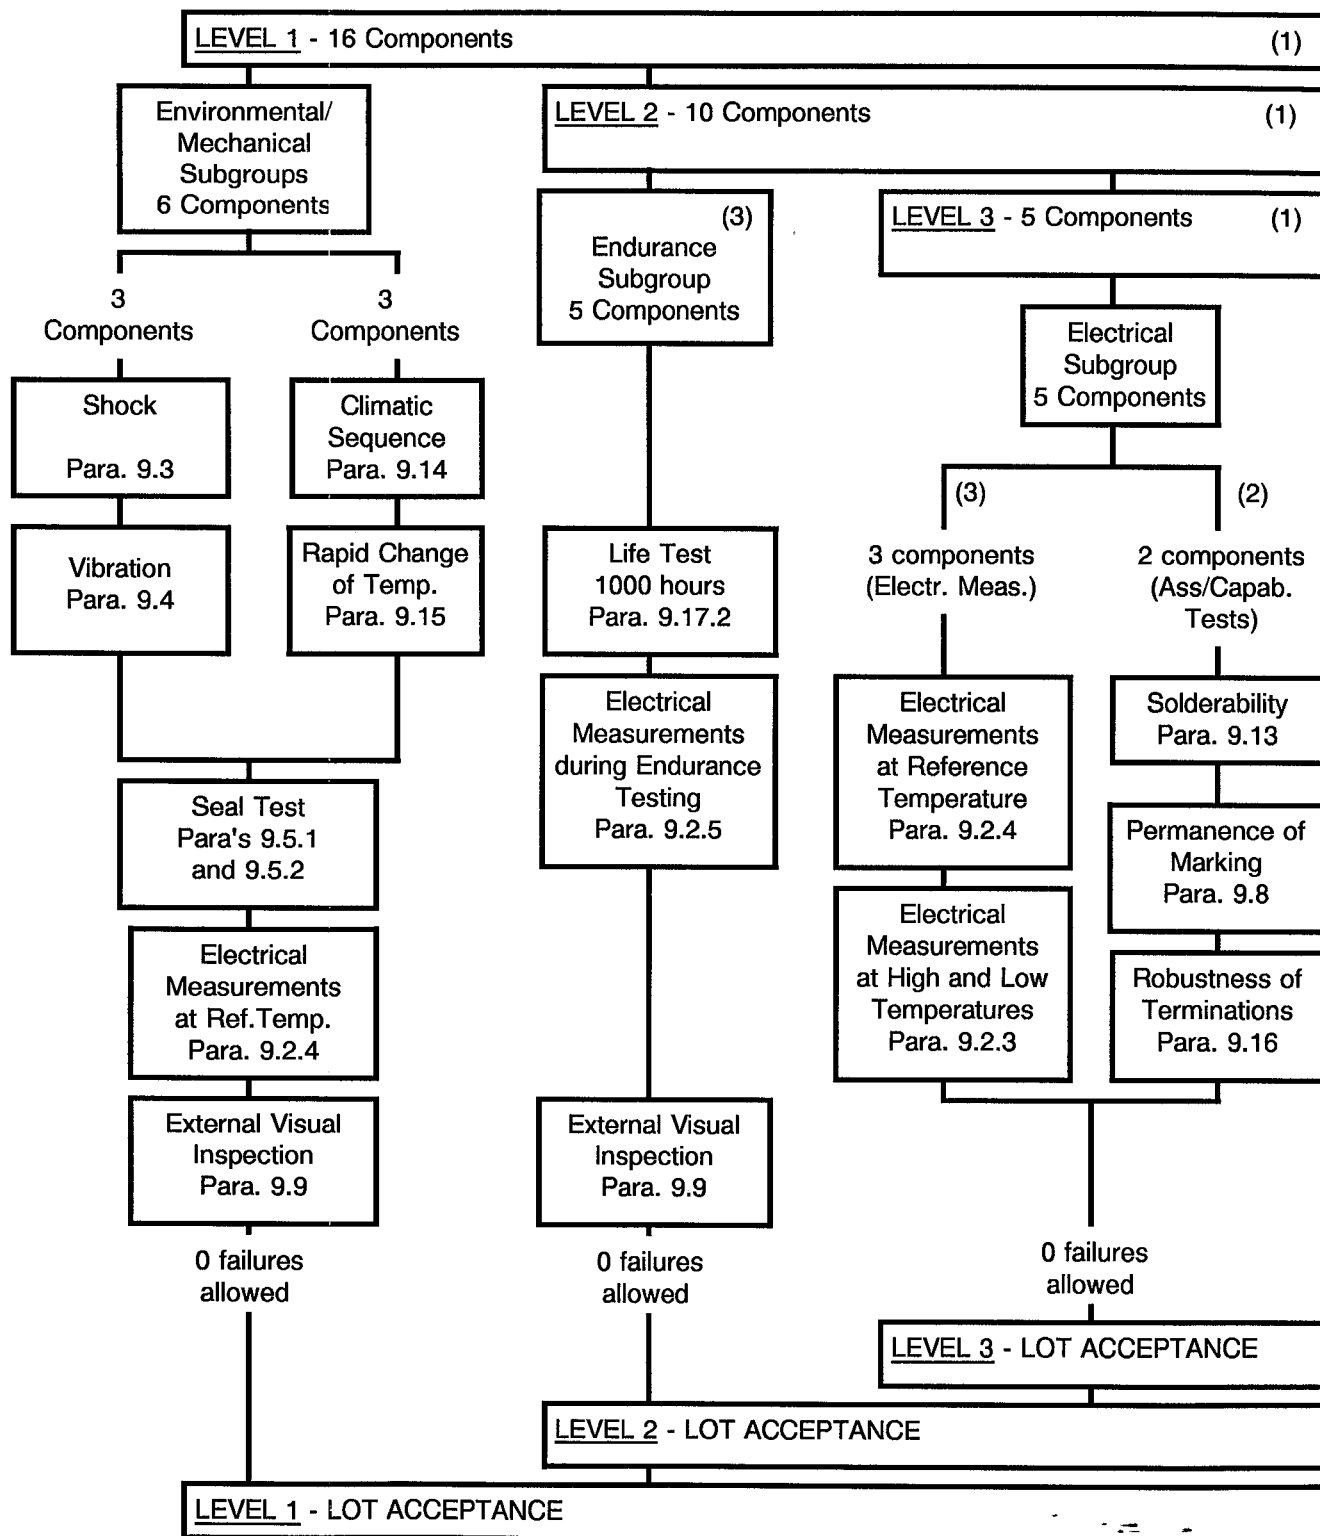 LEVEL 1 - 16 Components (1)
Environmental/
Mechanical
Subgroups
6 Components
LEVEL 2 - 10 Components (1)
(3)
Endurance
Subgroup
5 Components
LEVEL 3 - 5 Components (1)
Electrical
Subgroup
5 Components
3
Components
3
Components
Shock
Para. 9.3
Climatic
Sequence
Para. 9.14
Vibration
Para. 9.4
Rapid Change
of Temp.
Para. 9.15
Seal Test
Para's 9.5.1
and 9.5.2
Electrical
Measurements
at Ref.Temp.
Para. 9.2.4
External Visual
Inspection
Para. 9.9
0 failures
allowed
Life Test
1000 hours
Para. 9.17.2
Electrical
Measurements
during Endurance
Testing
Para. 9.2.5
External Visual
Inspection
Para. 9.9
0 failures
allowed
(3)
3 components
(Electr. Meas.)
Electrical
Measurements
at Reference
Temperature
Para. 9.2.4
Electrical
Measurements
at High and Low
Temperatures
Para. 9.2.3
(2)
2 components
(Ass/Capab.
Tests)
Solderability
Para. 9.13
Permanence of
Marking
Para. 9.8
Robustness of
Terminations
Para. 9.16
0 failures
allowed
LEVEL 3 - LOT ACCEPTANCE
LEVEL 2 - LOT ACCEPTANCE
LEVEL 1 - LOT ACCEPTANCE